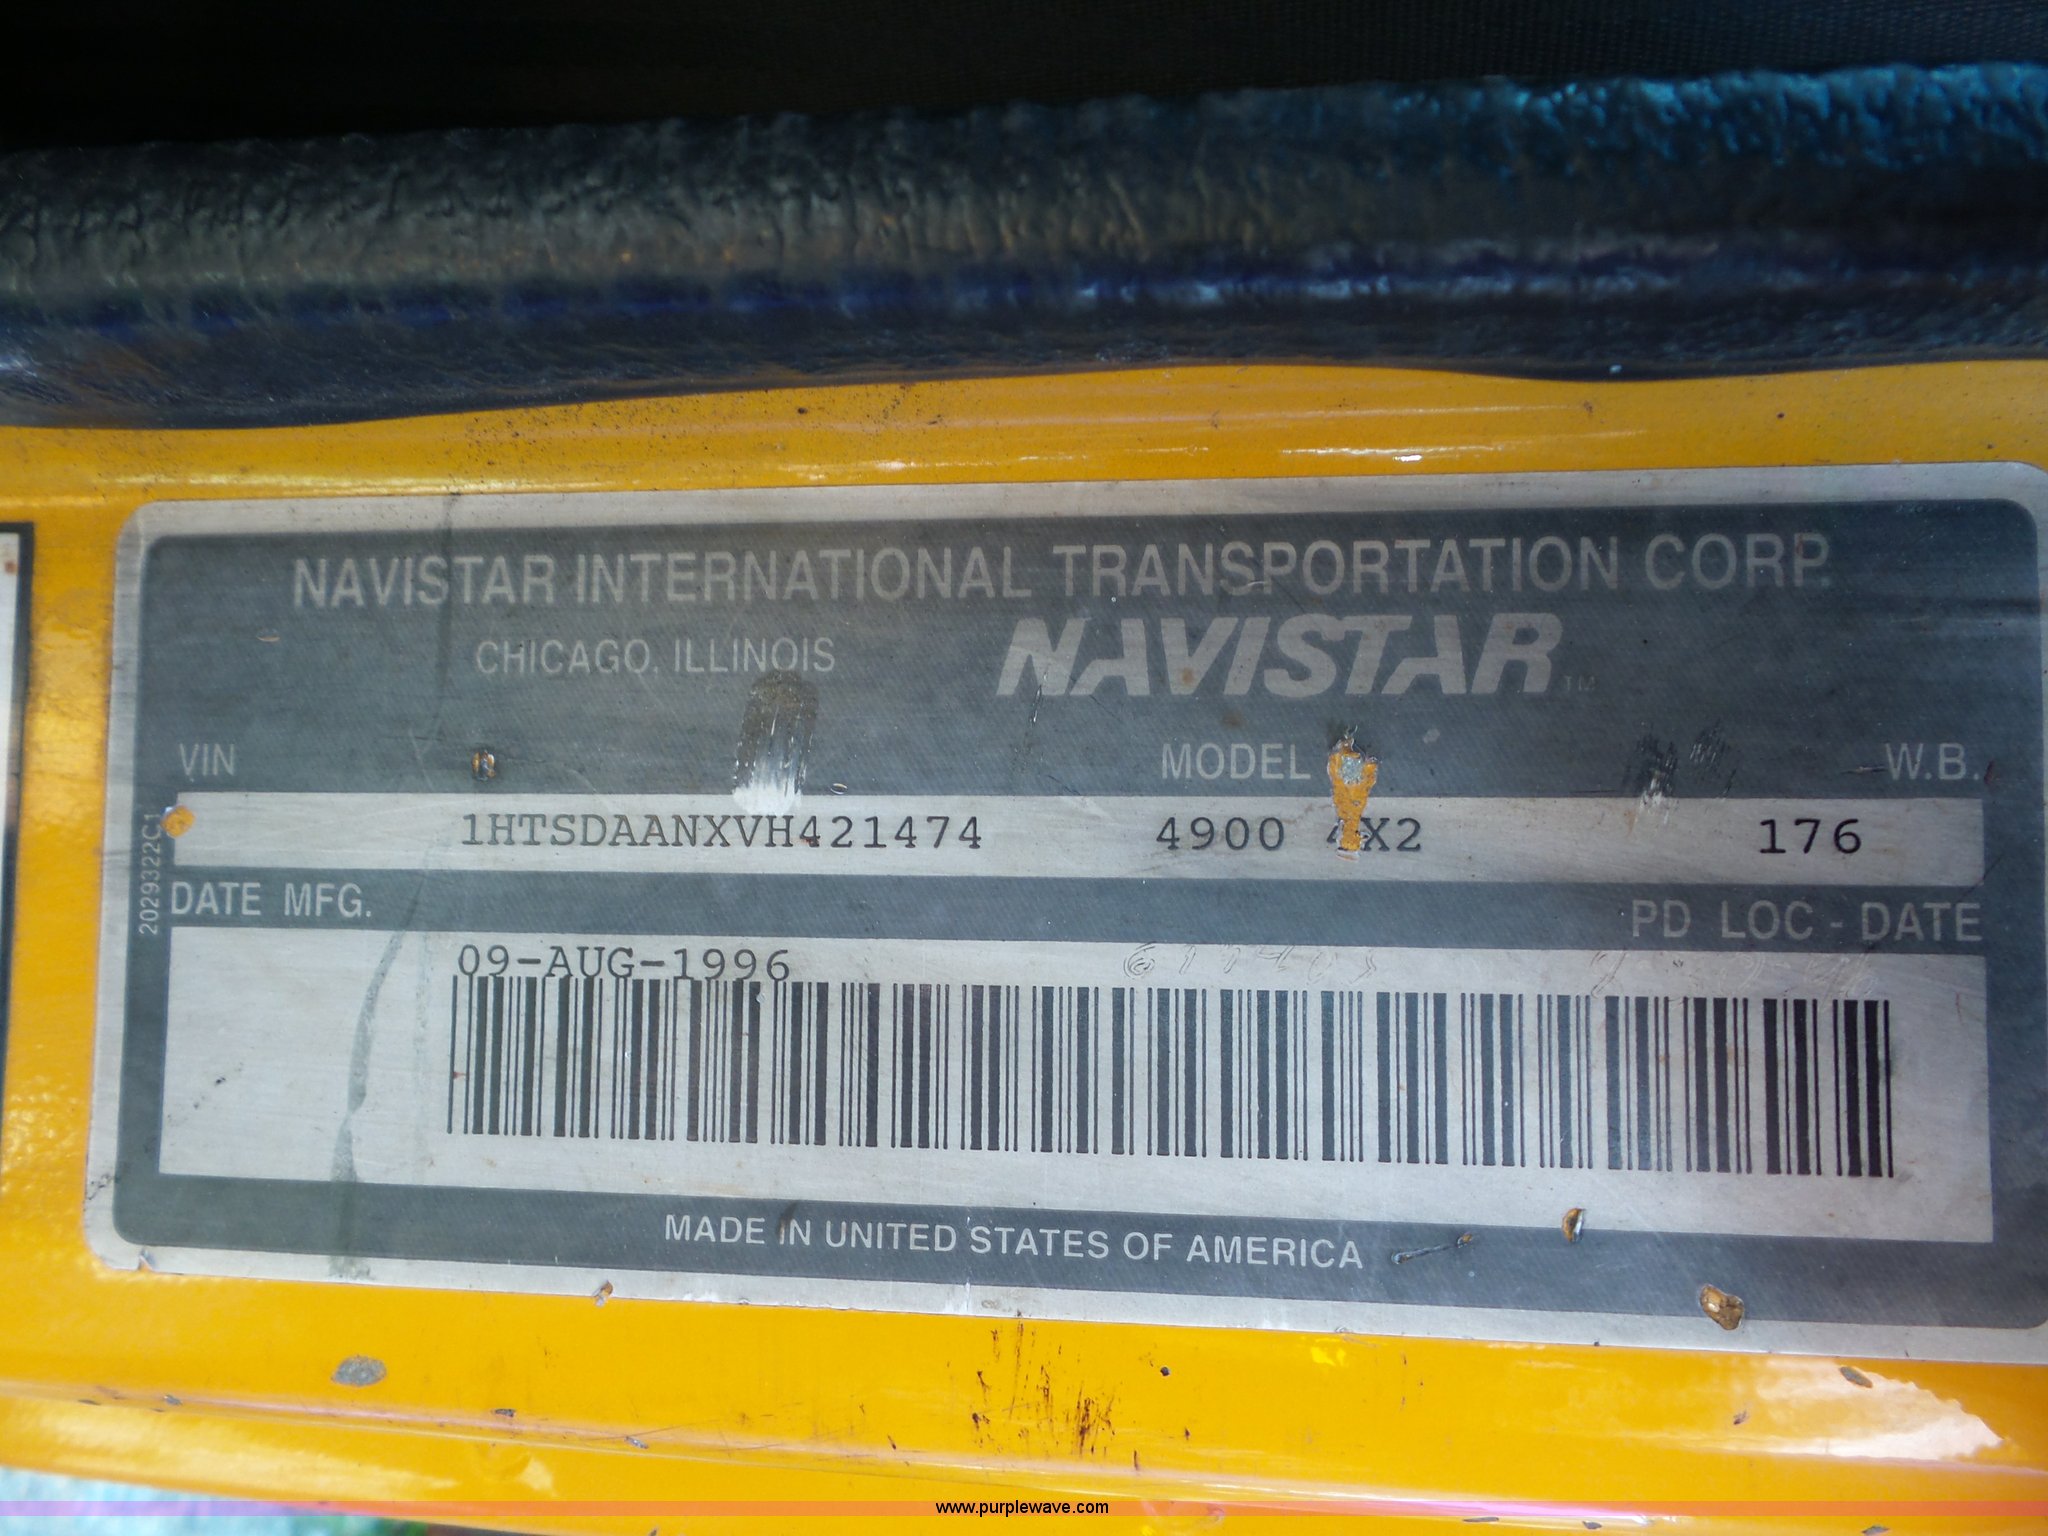 NAVISTAR INTERNATIONAL TRANSPORTATION CORP.
CHICAGO, ILLINOIS NAVISTAR™
VIN MODEL W.B.
1HTSDAANXVH421474 4900 4X2 176
2029322C1
DATE MFG. PD LOC - DATE
09-AUG-1996
MADE IN UNITED STATES OF AMERICA
www.purplewave.com